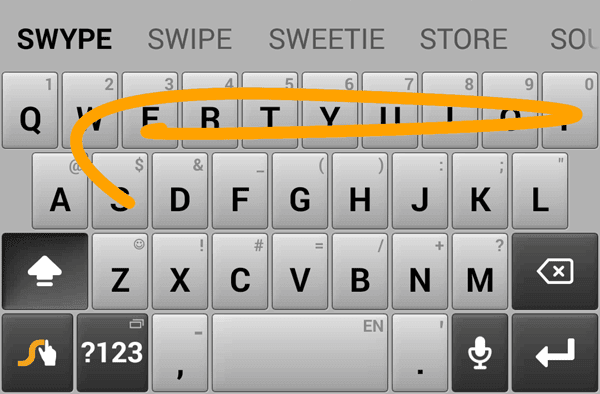 SWYPE SWIPE SWEETIE STORE SOU
1 2 3 4 5 6 7 8 9 0
Q W E R T Y U I O P
@ $ & _ ( ) : ; "
A S D F G H J K L
! # = / + ?
Z X C V B N M
- EN '
?123 , .